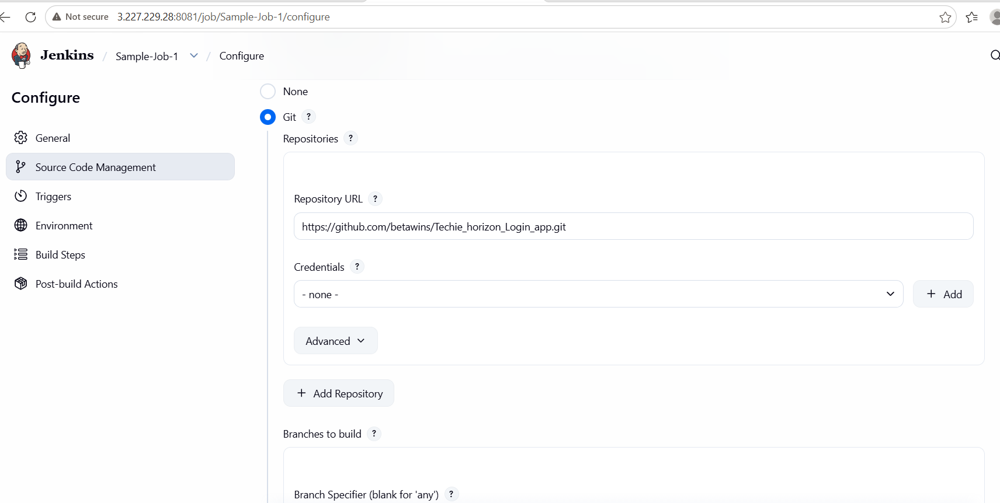 Not secure 3.227.229.28:8081/job/Sample-Job-1/configure
Jenkins / Sample-Job-1 / Configure
Configure
General
Source Code Management
Triggers
Environment
Build Steps
Post-build Actions
None
Git ?
Repositories ?
Repository URL ?
https://github.com/betawins/Techie_horizon_Login_app.git
Credentials ?
- none -
+ Add
Advanced
+ Add Repository
Branches to build ?
Branch Specifier (blank for 'any') ?